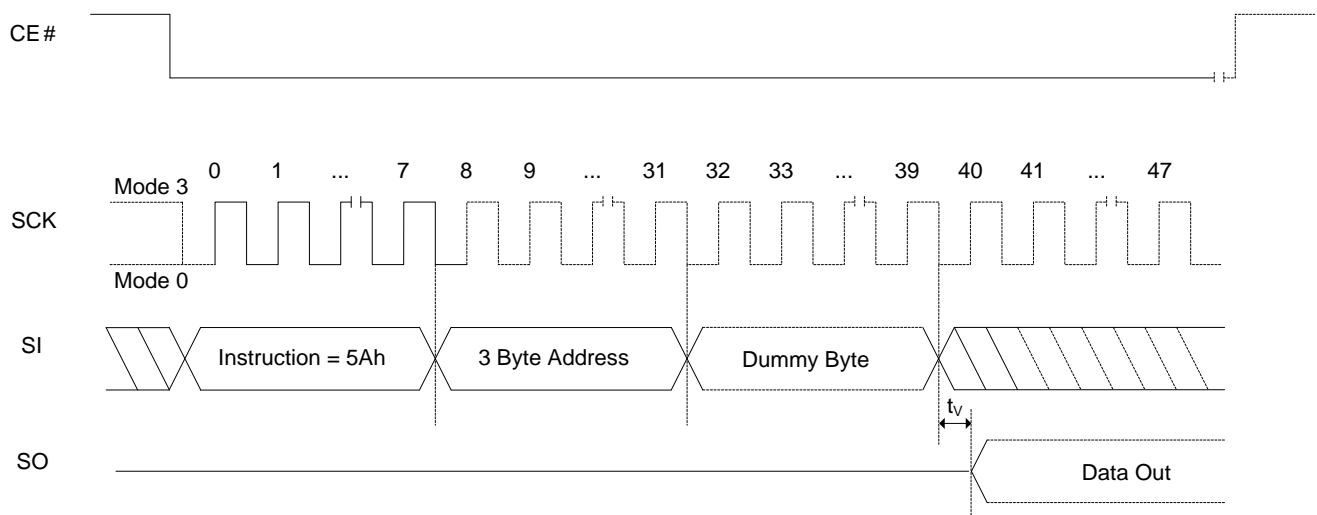 CE#
0 1 ... 7 8 9 ... 31 32 33 ... 39 40 41 ... 47
Mode 3
SCK
Mode 0
SI
Instruction = 5Ah
3 Byte Address
Dummy Byte
tV
SO
Data Out